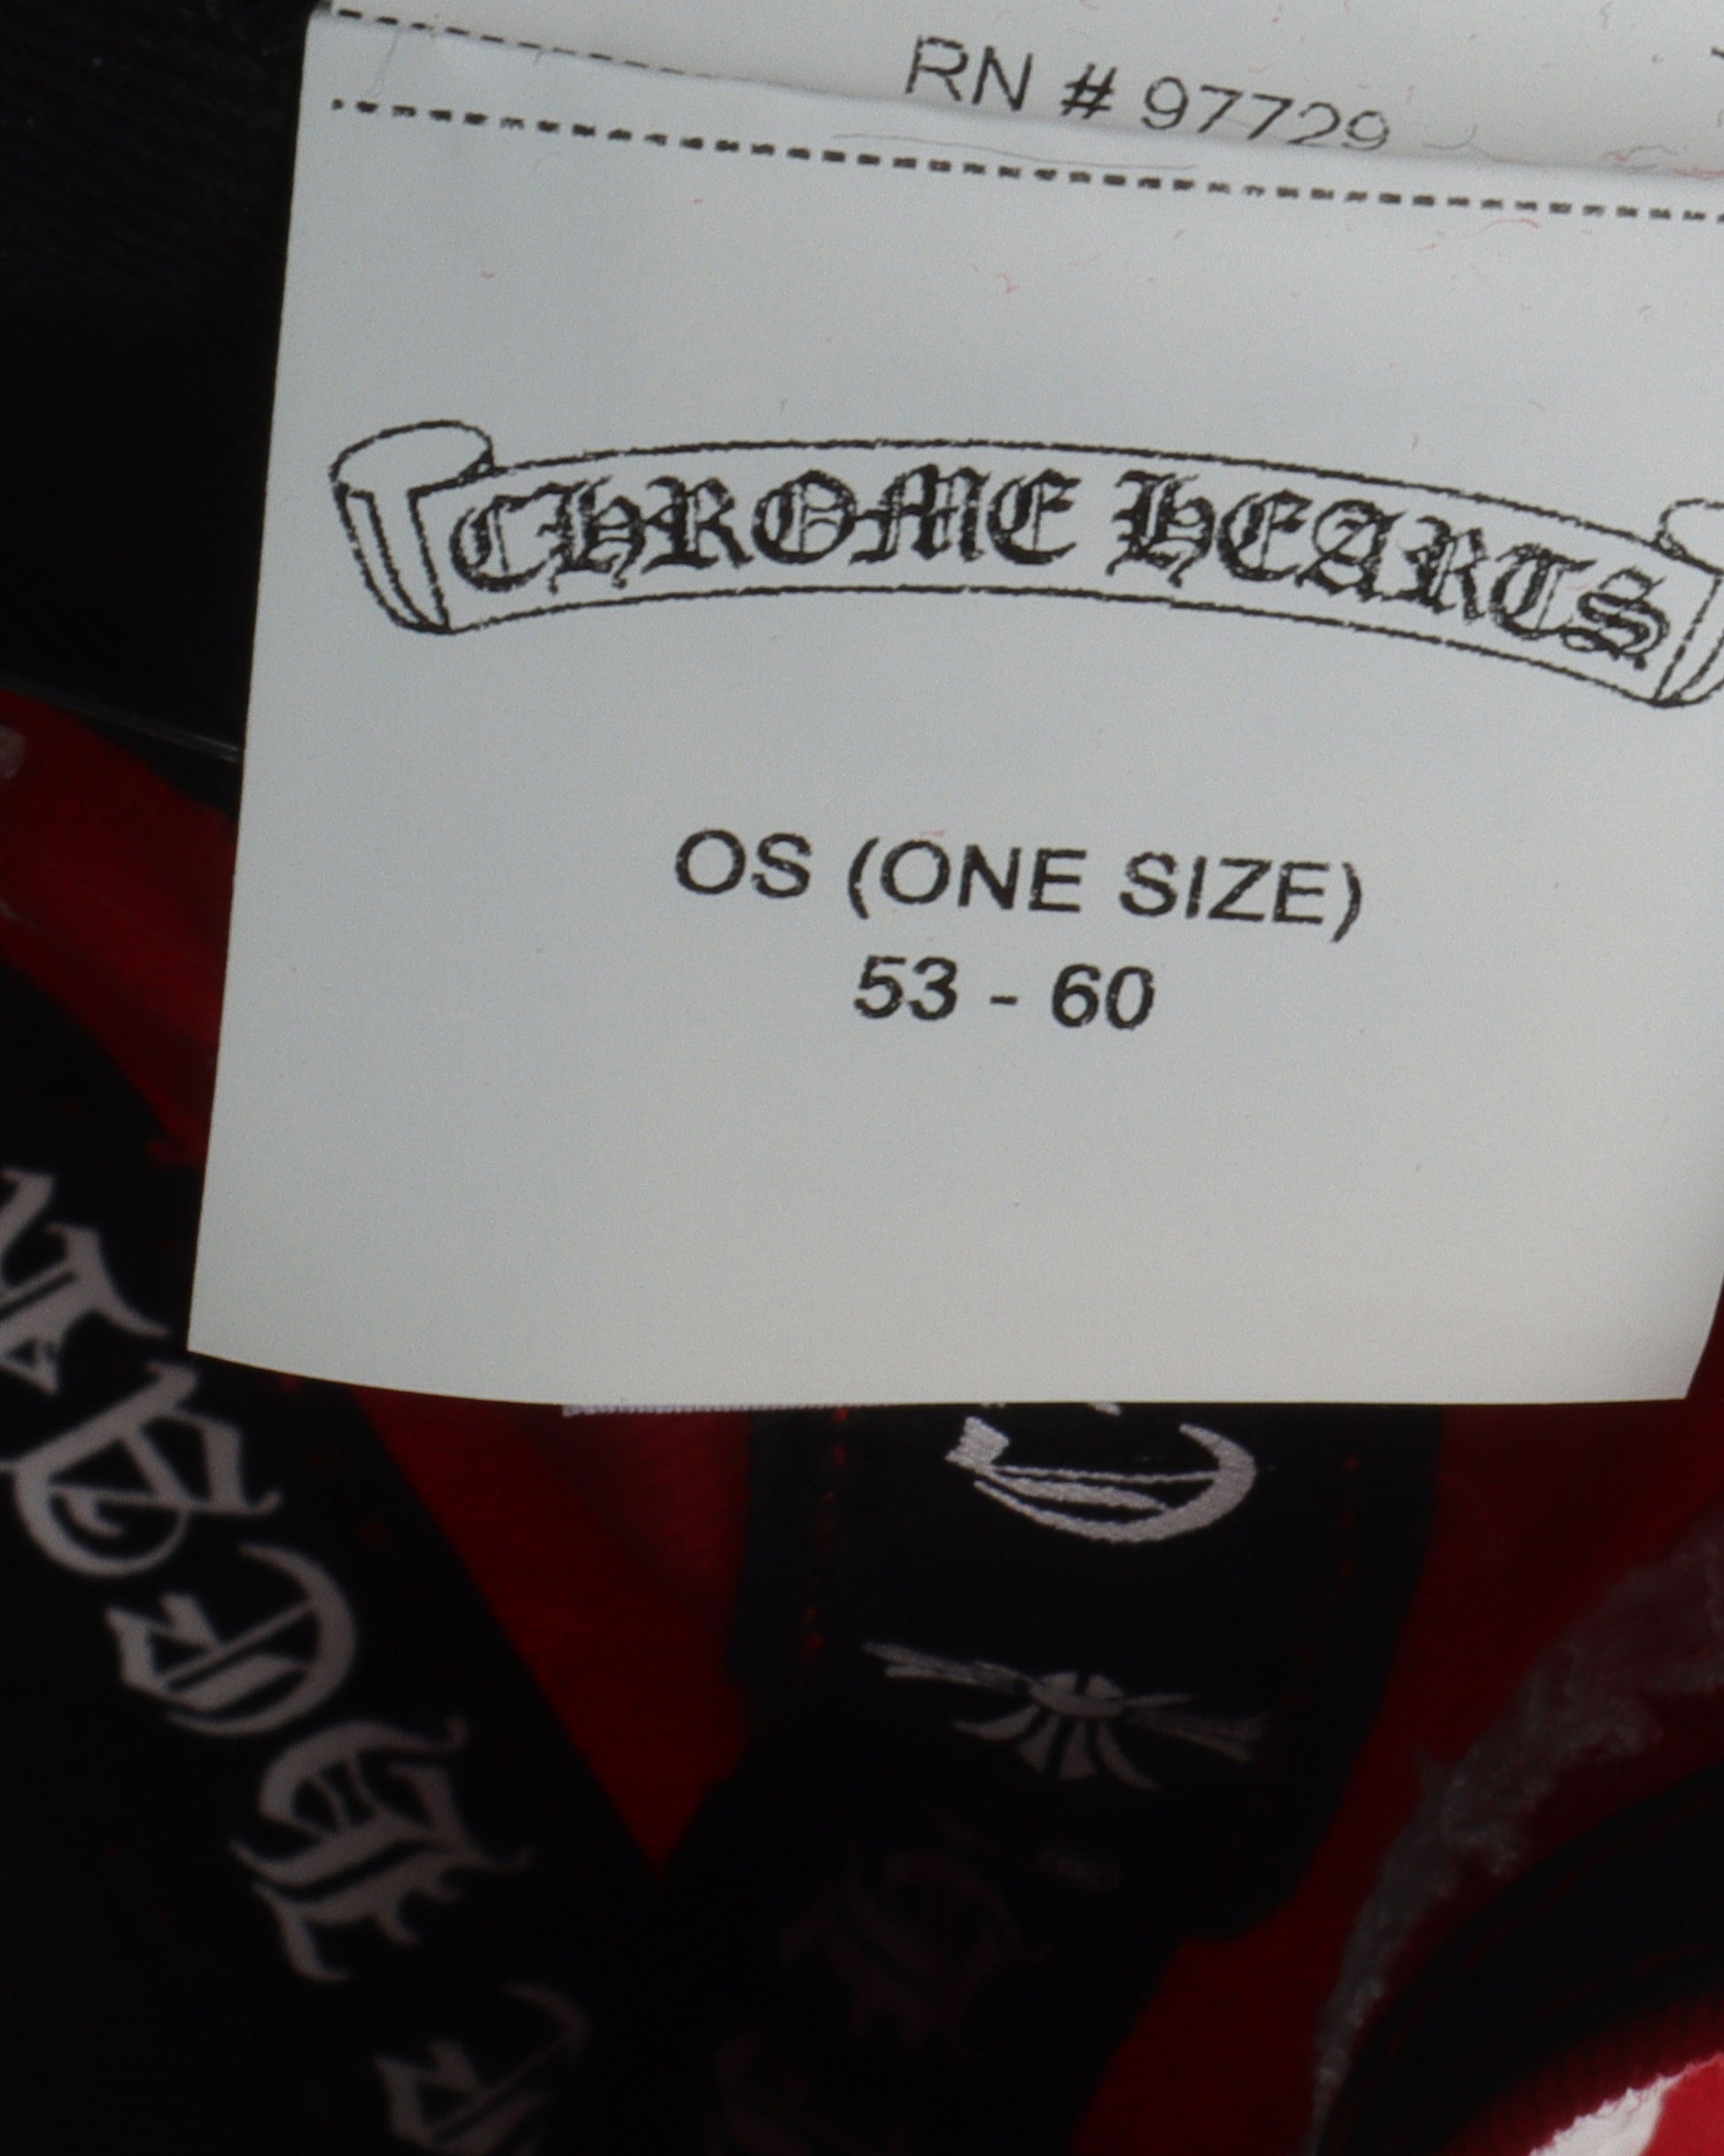 RN # 97729
CHROME HEARTS
OS (ONE SIZE)
53 - 60